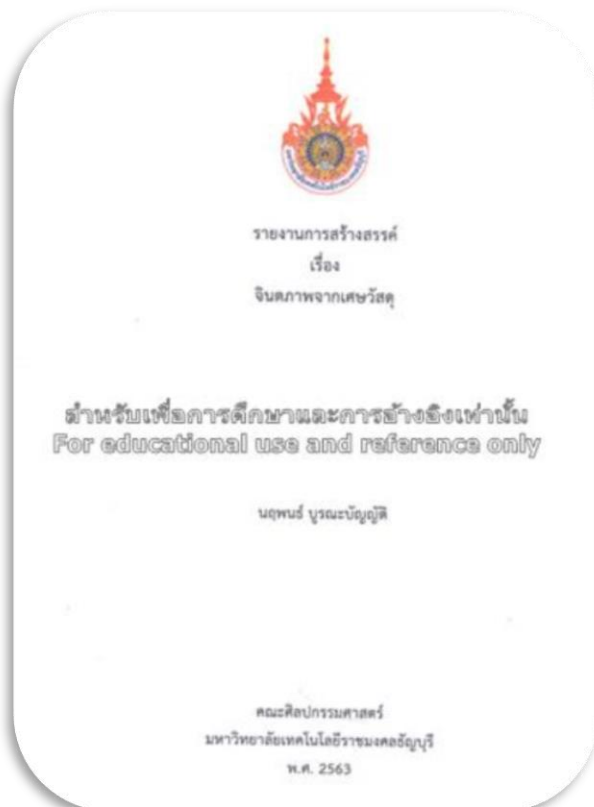 รายงานการสร้างสรรค์
เรื่อง
จินตภาพจากเศษวัสดุ
สำหรับเพื่อการศึกษาและการอ้างอิงเท่านั้น
For educational use and reference only
นฤพนธ์ บูรณะบัญญัติ
คณะศิลปกรรมศาสตร์
มหาวิทยาลัยเทคโนโลยีราชมงคลธัญบุรี
พ.ศ. 2563